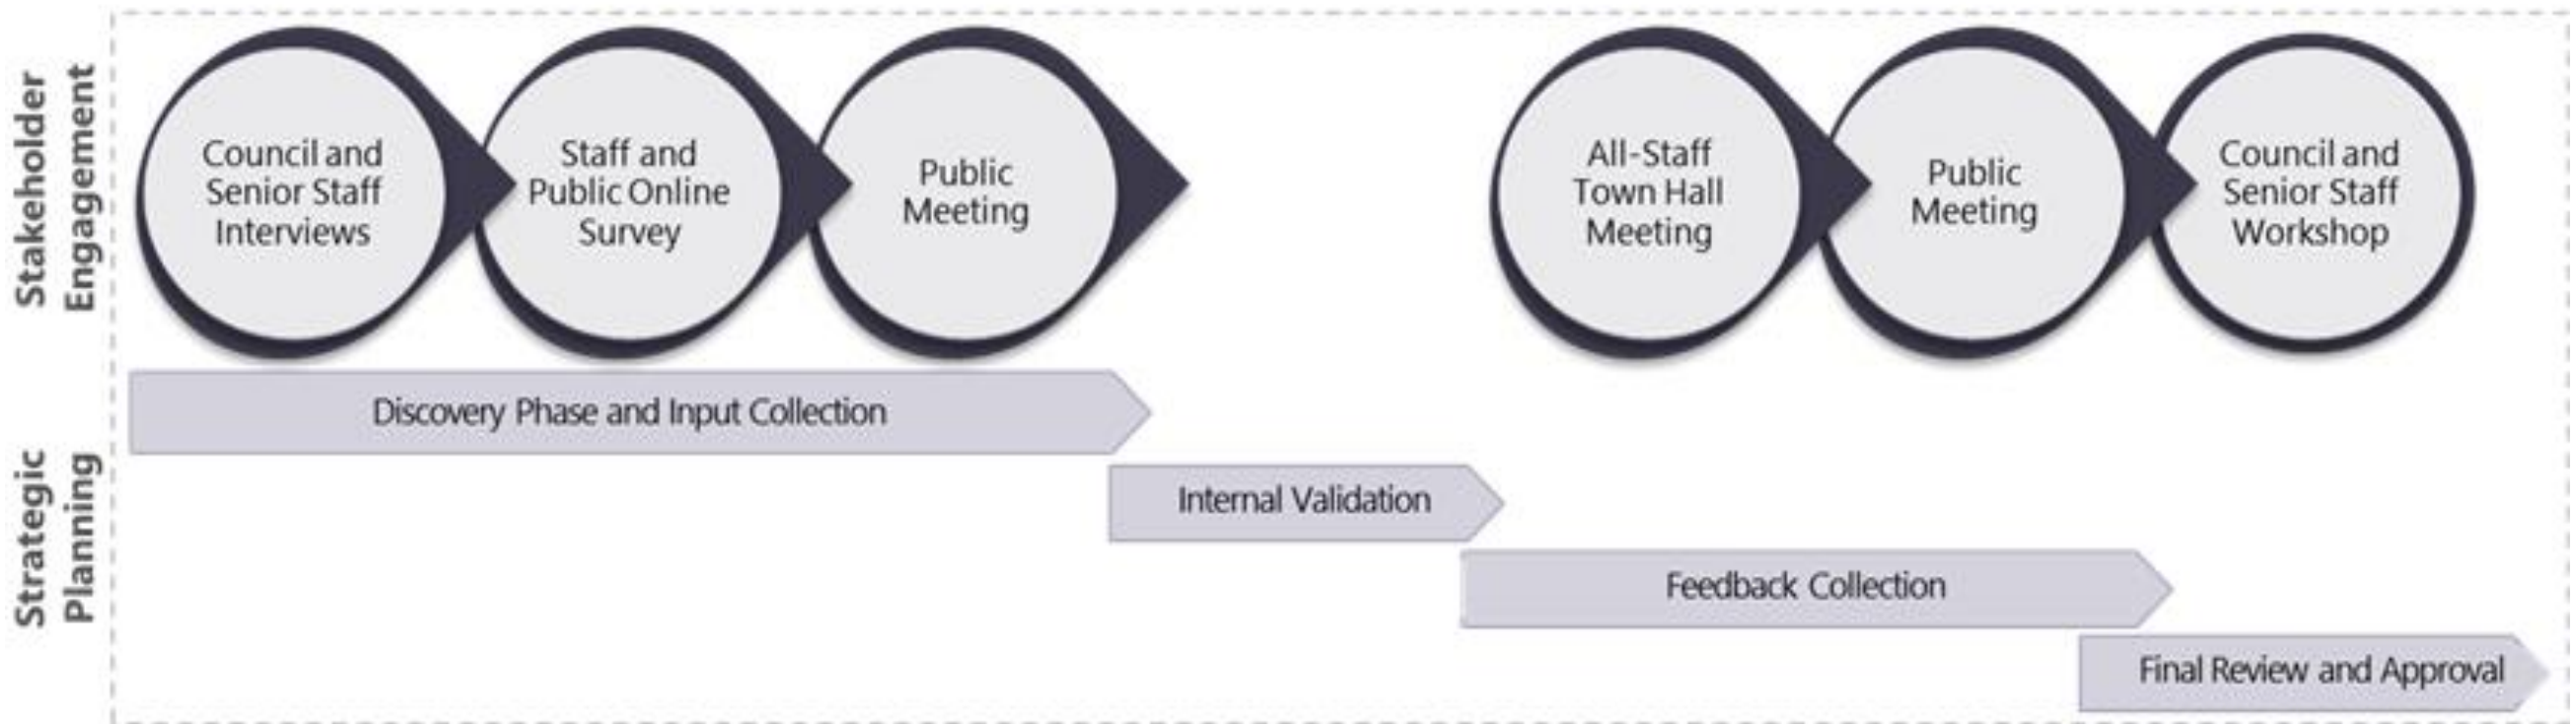 Stakeholder
Engagement
Council and
Senior Staff
Interviews
Staff and
Public Online
Survey
Public
Meeting
All-Staff
Town Hall
Meeting
Public
Meeting
Council and
Senior Staff
Workshop
Strategic
Planning
Discovery Phase and Input Collection
Internal Validation
Feedback Collection
Final Review and Approval